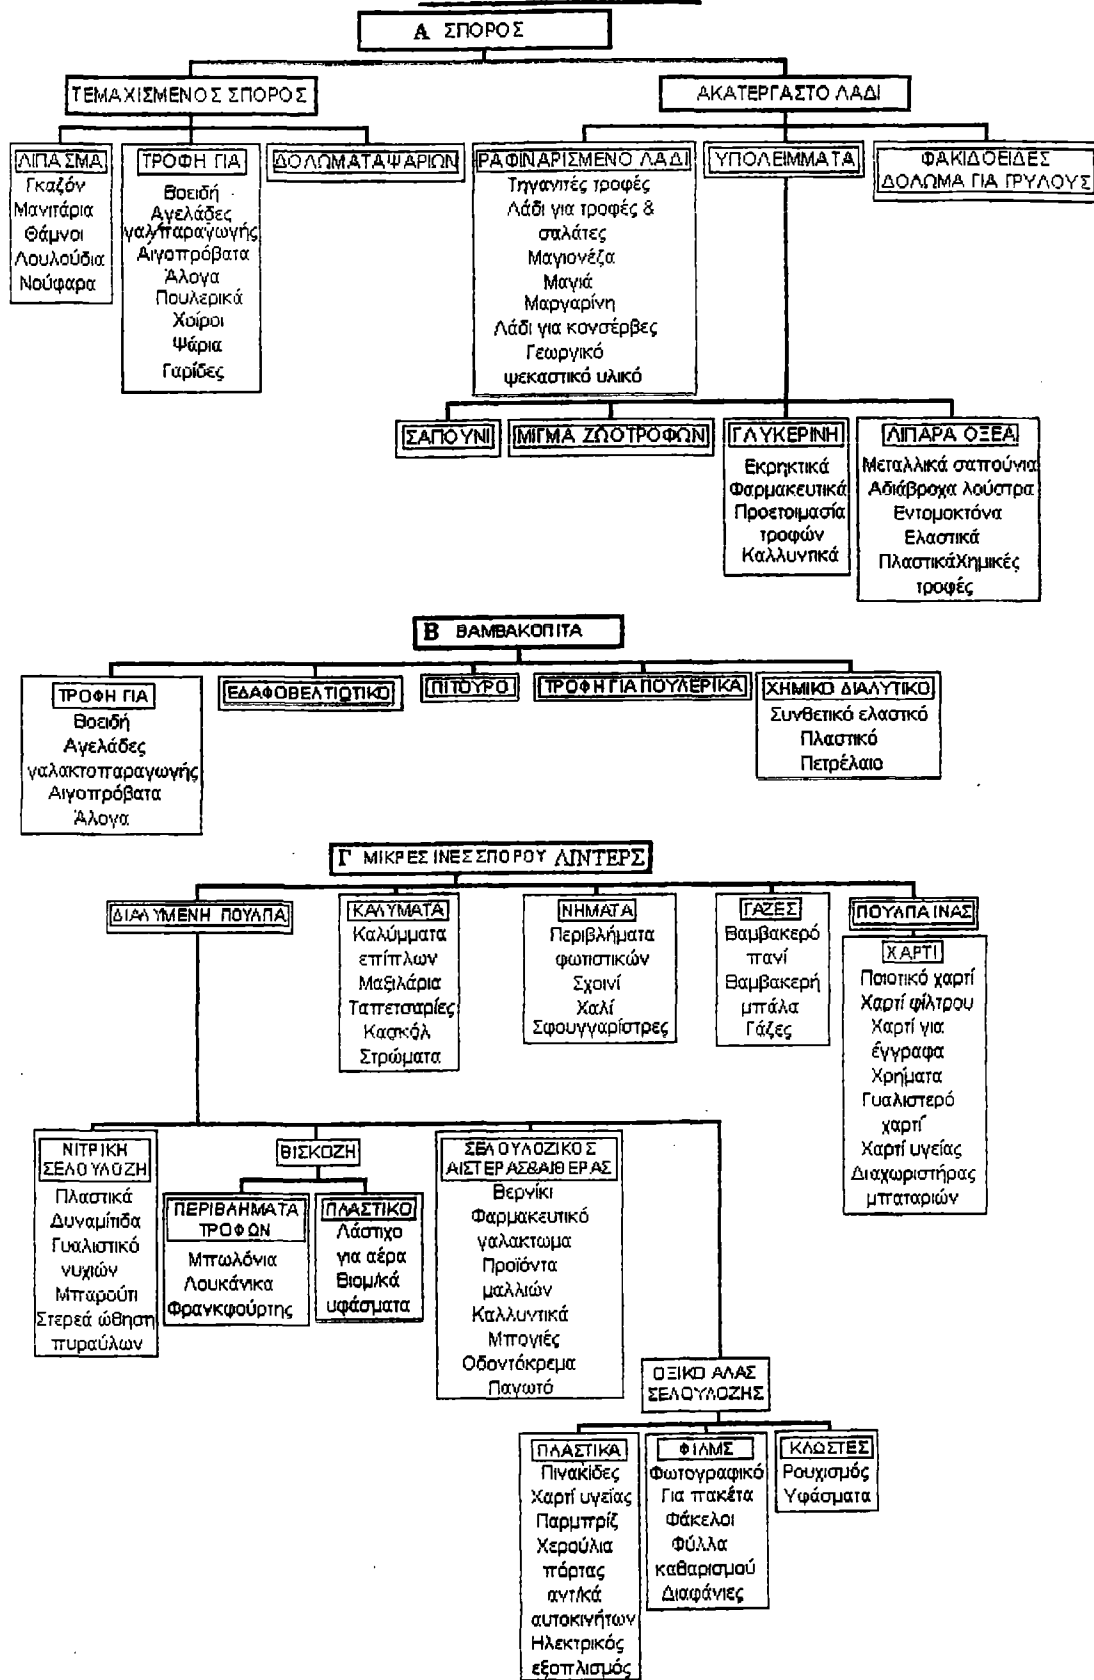 Α ΣΠΟΡΟΣ
ΤΕΜΑΧΙΣΜΕΝΟΣ ΣΠΟΡΟΣ
ΑΚΑΤΕΡΓΑΣΤΟ ΛΑΔΙ
ΛΙΠΑΣΜΑ
Γκαζόν
Μανιτάρια
Θάμνοι
Λουλούδια
Νούφαρα
ΤΡΟΦΗ ΓΙΑ
Βοειδή
Αγελάδες
γαλ/παραγωγής
Αιγοπρόβατα
Άλογα
Πουλερικά
Χοίροι
Ψάρια
Γαρίδες
ΔΟΛΩΜΑΤΑ ΨΑΡΙΩΝ
ΡΑΦΙΝΑΡΙΣΜΕΝΟ ΛΑΔΙ
Τηγανιτές τροφές
Λάδι για τροφές &
σαλάτες
Μαγιονέζα
Μαγιά
Μαργαρίνη
Λάδι για κονσέρβες
Γεωργικό
ψεκαστικό υλικό
ΥΠΟΛΕΙΜΜΑΤΑ
ΦΑΚΙΔΟΕΙΔΕΣ
ΔΟΛΩΜΑ ΓΙΑ ΓΡΥΛΟΥΣ
ΣΑΠΟΥΝΙ
ΜΙΓΜΑ ΖΩΟΤΡΟΦΩΝ
ΓΛΥΚΕΡΙΝΗ
Εκρηκτικά
Φαρμακευτικά
Προετοιμασία
τροφών
Καλλυντικά
ΛΙΠΑΡΑ ΟΞΕΑ
Μεταλλικά σαπούνια
Αδιάβροχα λούστρα
Εντομοκτόνα
Ελαστικά
ΠλαστικάΧημικές
τροφές
Β ΒΑΜΒΑΚΟΠΙΤΑ
ΤΡΟΦΗ ΓΙΑ
Βοειδή
Αγελάδες
γαλακτοπαραγωγής
Αιγοπρόβατα
Άλογα
ΕΔΑΦΟΒΕΛΤΙΩΤΙΚΟ
ΠΙΤΟΥΡΟ
ΤΡΟΦΗ ΓΙΑ ΠΟΥΛΕΡΙΚΑ
ΧΗΜΙΚΟ ΔΙΑΛΥΤΙΚΟ
Συνθετικό ελαστικό
Πλαστικό
Πετρέλαιο
Γ ΜΙΚΡΕΣ ΙΝΕΣ ΣΠΟΡΟΥ ΛΙΝΤΕΡΣ
ΔΙΑΛΥΜΕΝΗ ΠΟΥΛΠΑ
ΚΑΛΥΜΑΤΑ
Καλύμματα
επίπλων
Μαξιλάρια
Ταπετσαρίες
Κασκόλ
Στρώματα
ΝΗΜΑΤΑ
Περιβλήματα
φωτιστικών
Σχοινί
Χαλί
Σφουγγαρίστρες
ΓΑΖΕΣ
Βαμβακερό
πανί
Βαμβακερή
μπάλα
Γάζες
ΠΟΥΛΠΑ ΙΝΑΣ
ΧΑΡΤΙ
Ποιοτικό χαρτί
Χαρτί φίλτρου
Χαρτί για
έγγραφα
Χρήματα
Γυαλιστερό
χαρτί
Χαρτί υγείας
Διαχωριστήρας
μπαταριών
ΝΙΤΡΙΚΗ
ΣΕΛΟΥΛΟΖΗ
Πλαστικά
Δυναμίτιδα
Γυαλιστικό
νυχιών
Μπαρούτι
Στερεά ώθηση
πυραύλων
ΒΙΣΚΟΖΗ
ΠΕΡΙΒΛΗΜΑΤΑ
ΤΡΟΦΩΝ
Μπωλόνια
Λουκάνικα
Φρανκφούρτης
ΠΛΑΣΤΙΚΟ
Λάστιχο
για αέρα
Βιομ/κά
υφάσματα
ΣΕΛΟΥΛΟΖΙΚΟΣ
ΑΙΣΤΕΡΑΣ&ΑΙΘΕΡΑΣ
Βερνίκι
Φαρμακευτικό
γαλακτωμα
Προϊόντα
μαλλιών
Καλλυντικά
Μπογιές
Οδοντόκρεμα
Παγωτό
ΟΞΙΚΟ ΑΛΑΣ
ΣΕΛΟΥΛΟΖΗΣ
ΠΛΑΣΤΙΚΑ
Πινακίδες
Χαρτί υγείας
Παρμπρίζ
Χερούλια
πόρτας
αντ/κά
αυτοκινήτων
Ηλεκτρικός
εξοπλισμός
ΦΙΛΜΣ
Φωτογραφικό
Για πακέτα
Φάκελοι
Φύλλα
καθαρισμού
Διαφάνιες
ΚΛΩΣΤΕΣ
Ρουχισμός
Υφάσματα